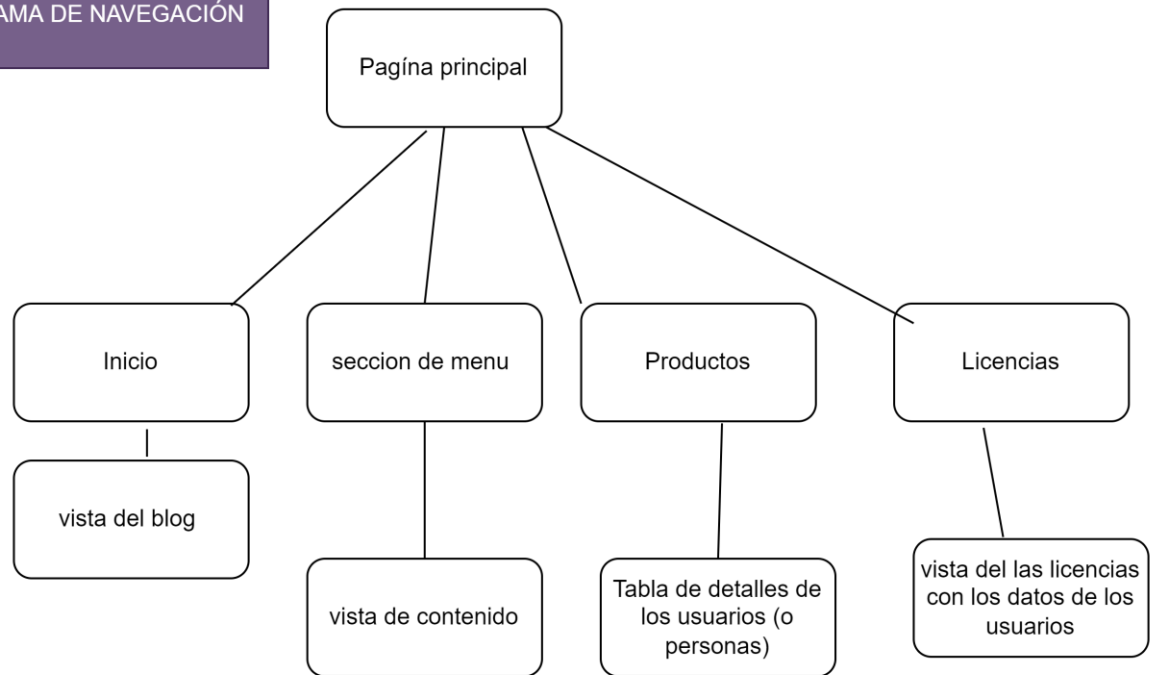 AMA DE NAVEGACIÓN
Pagína principal
Inicio
seccion de menu
Productos
Licencias
vista del blog
vista de contenido
Tabla de detalles de
los usuarios (o
personas)
vista del las licencias
con los datos de los
usuarios